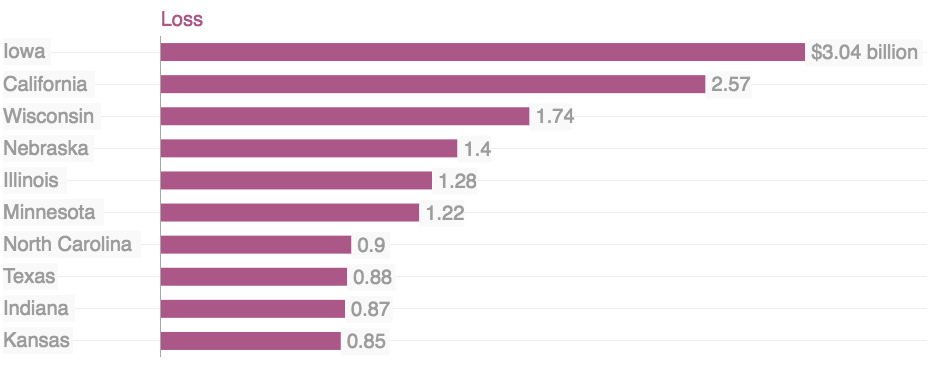 Loss
Iowa $3.04 billion
California 2.57
Wisconsin 1.74
Nebraska 1.4
Illinois 1.28
Minnesota 1.22
North Carolina 0.9
Texas 0.88
Indiana 0.87
Kansas 0.85